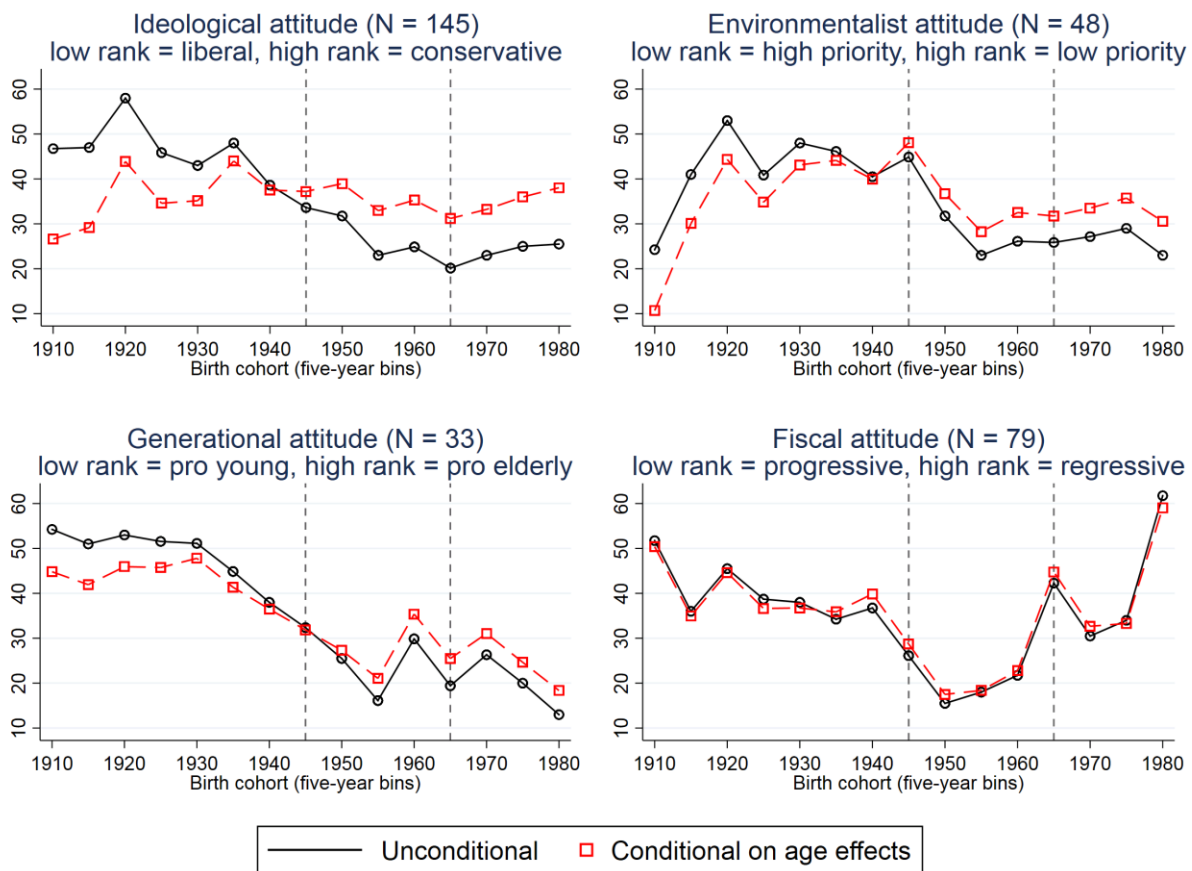 Ideological attitude (N = 145)
low rank = liberal, high rank = conservative
60
50
40
30
20
10
1910 1920 1930 1940 1950 1960 1970 1980
Birth cohort (five-year bins)
Environmentalist attitude (N = 48)
low rank = high priority, high rank = low priority
60
50
40
30
20
10
1910 1920 1930 1940 1950 1960 1970 1980
Birth cohort (five-year bins)
Generational attitude (N = 33)
low rank = pro young, high rank = pro elderly
60
50
40
30
20
10
1910 1920 1930 1940 1950 1960 1970 1980
Birth cohort (five-year bins)
Fiscal attitude (N = 79)
low rank = progressive, high rank = regressive
60
50
40
30
20
10
1910 1920 1930 1940 1950 1960 1970 1980
Birth cohort (five-year bins)
Unconditional Conditional on age effects